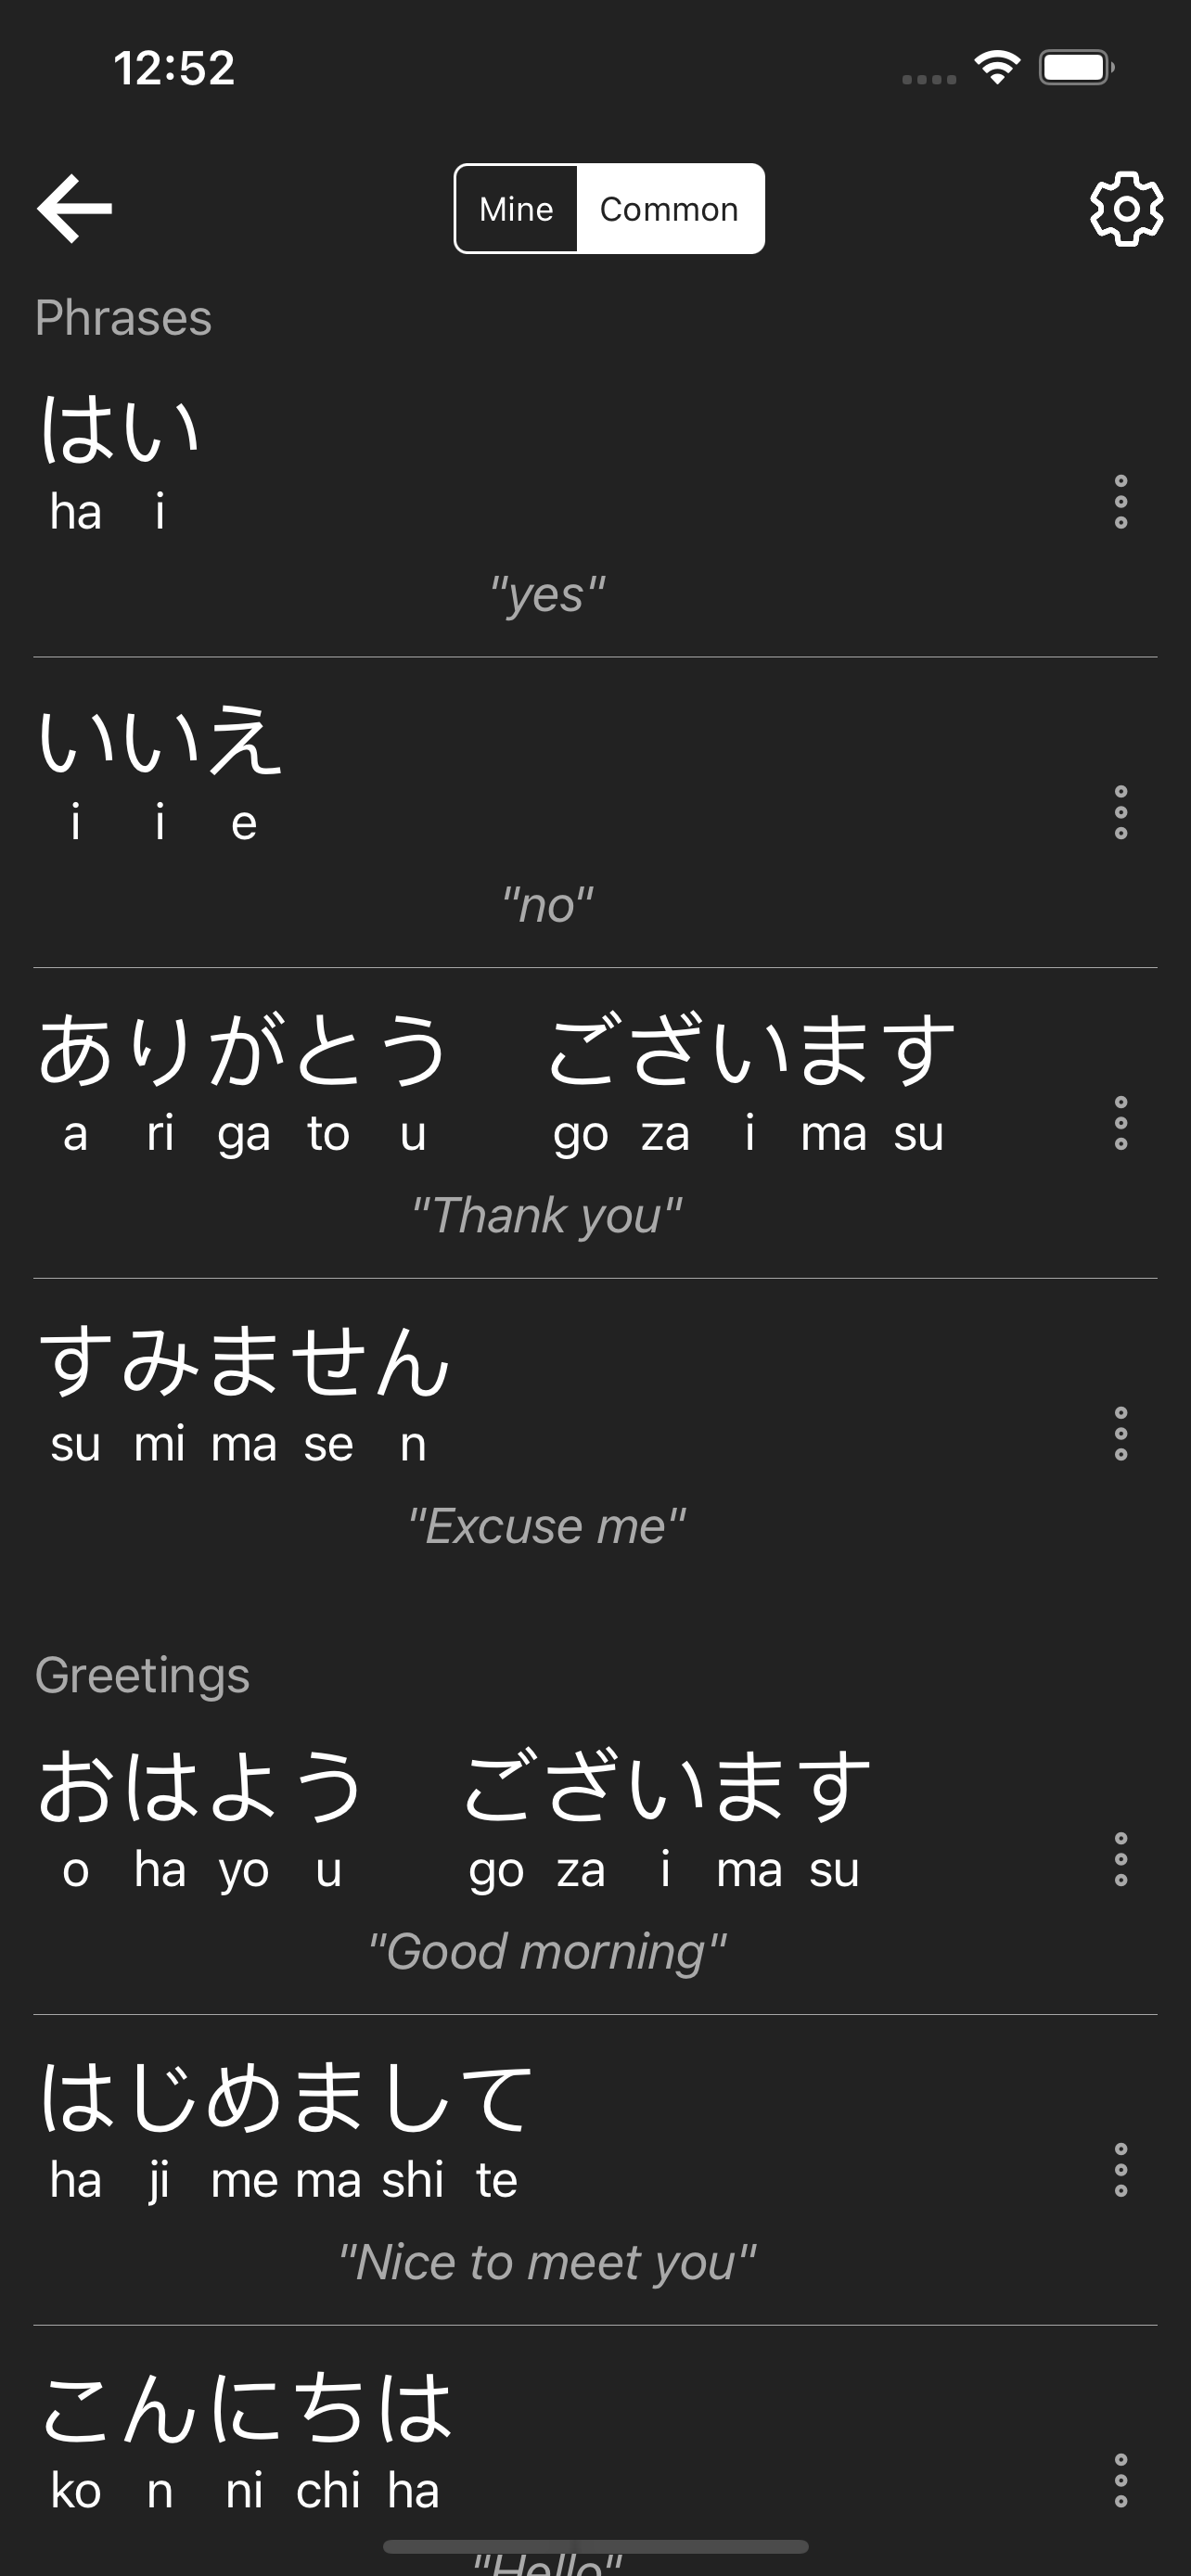 12:52
Mine Common
Phrases
はい
ha i
"yes"
いいえ
i i e
"no"
ありがとう ございます
a ri ga to u go za i ma su
"Thank you"
すみません
su mi ma se n
"Excuse me"
Greetings
おはよう ございます
o ha yo u go za i ma su
"Good morning"
はじめまして
ha ji me ma shi te
"Nice to meet you"
こんにちは
ko n ni chi ha
"Hello"